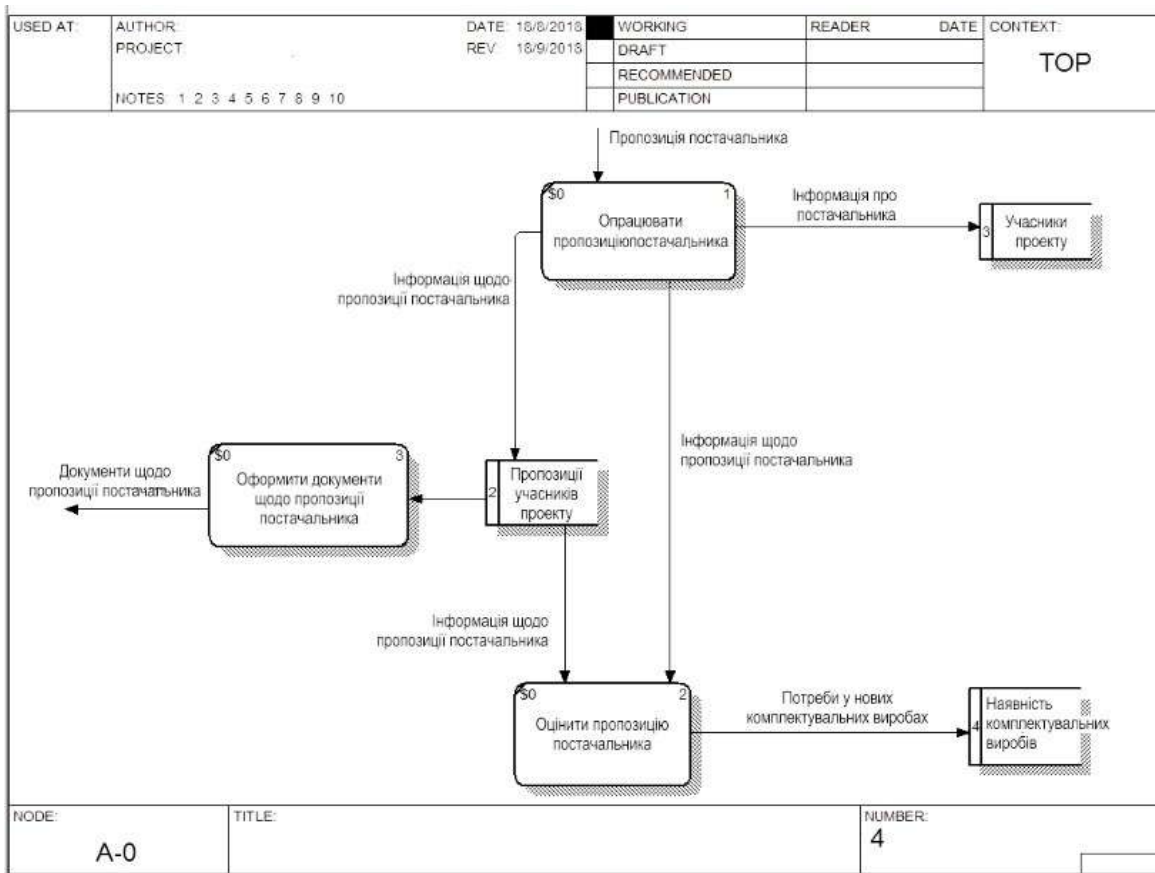 4
USED AT:
AUTHOR:
DATE: 18/8/2018
WORKING
READER
DATE
CONTEXT:
PROJECT
REV: 18/9/2018
DRAFT
TOP
RECOMMENDED
NOTES 1 2 3 4 5 6 7 8 9 10
PUBLICATION
Пропозиція постачальника
$0
1
Опрацювати
пропозиціюпостачальника
Інформація про
постачальника
3
Учасники
проекту
Інформація щодо
пропозиції постачальника
Інформація щодо
пропозиції постачальника
Документи щодо
пропозиції постачальника
$0
3
Оформити документи
щодо пропозиції
постачальника
2
Пропозиції
учасників
проекту
Інформація щодо
пропозиції постачальника
$0
2
Оцінити пропозицію
постачальника
Потреби у нових
комплектувальних виробах
4
Наявність
комплектувальних
виробів
NODE:
A-0
TITLE:
NUMBER:
4